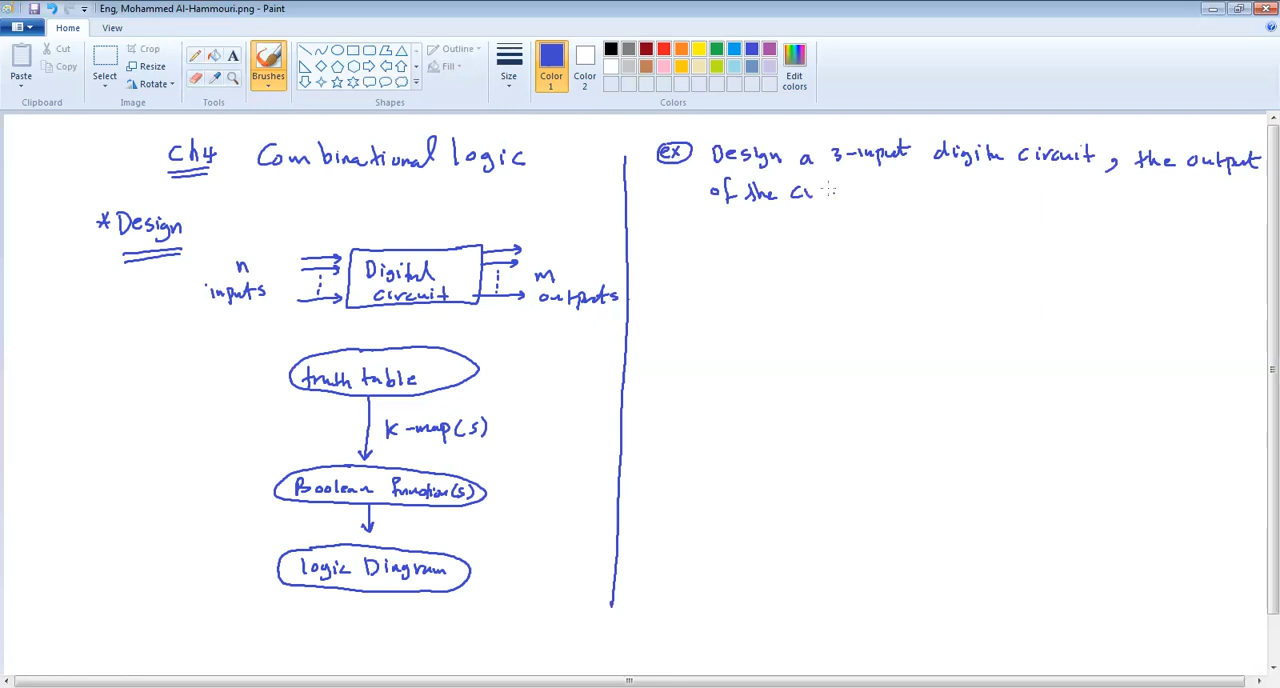 Eng, Mohammed Al-Hammouri.png - Paint
Home View
Paste
Cut
Copy
Clipboard
Select
Crop
Resize
Rotate
Image
Tools
Brushes
Shapes
Outline
Fill
Size
Color 1
Color 2
Edit colors
Colors
Ch4 Combinational logic
*Design
n inputs
Digital circuit
m outputs
truth table
K-map(s)
Boolean function(s)
logic Diagram
ex Design a 3-input digital circuit, the output
of the ci